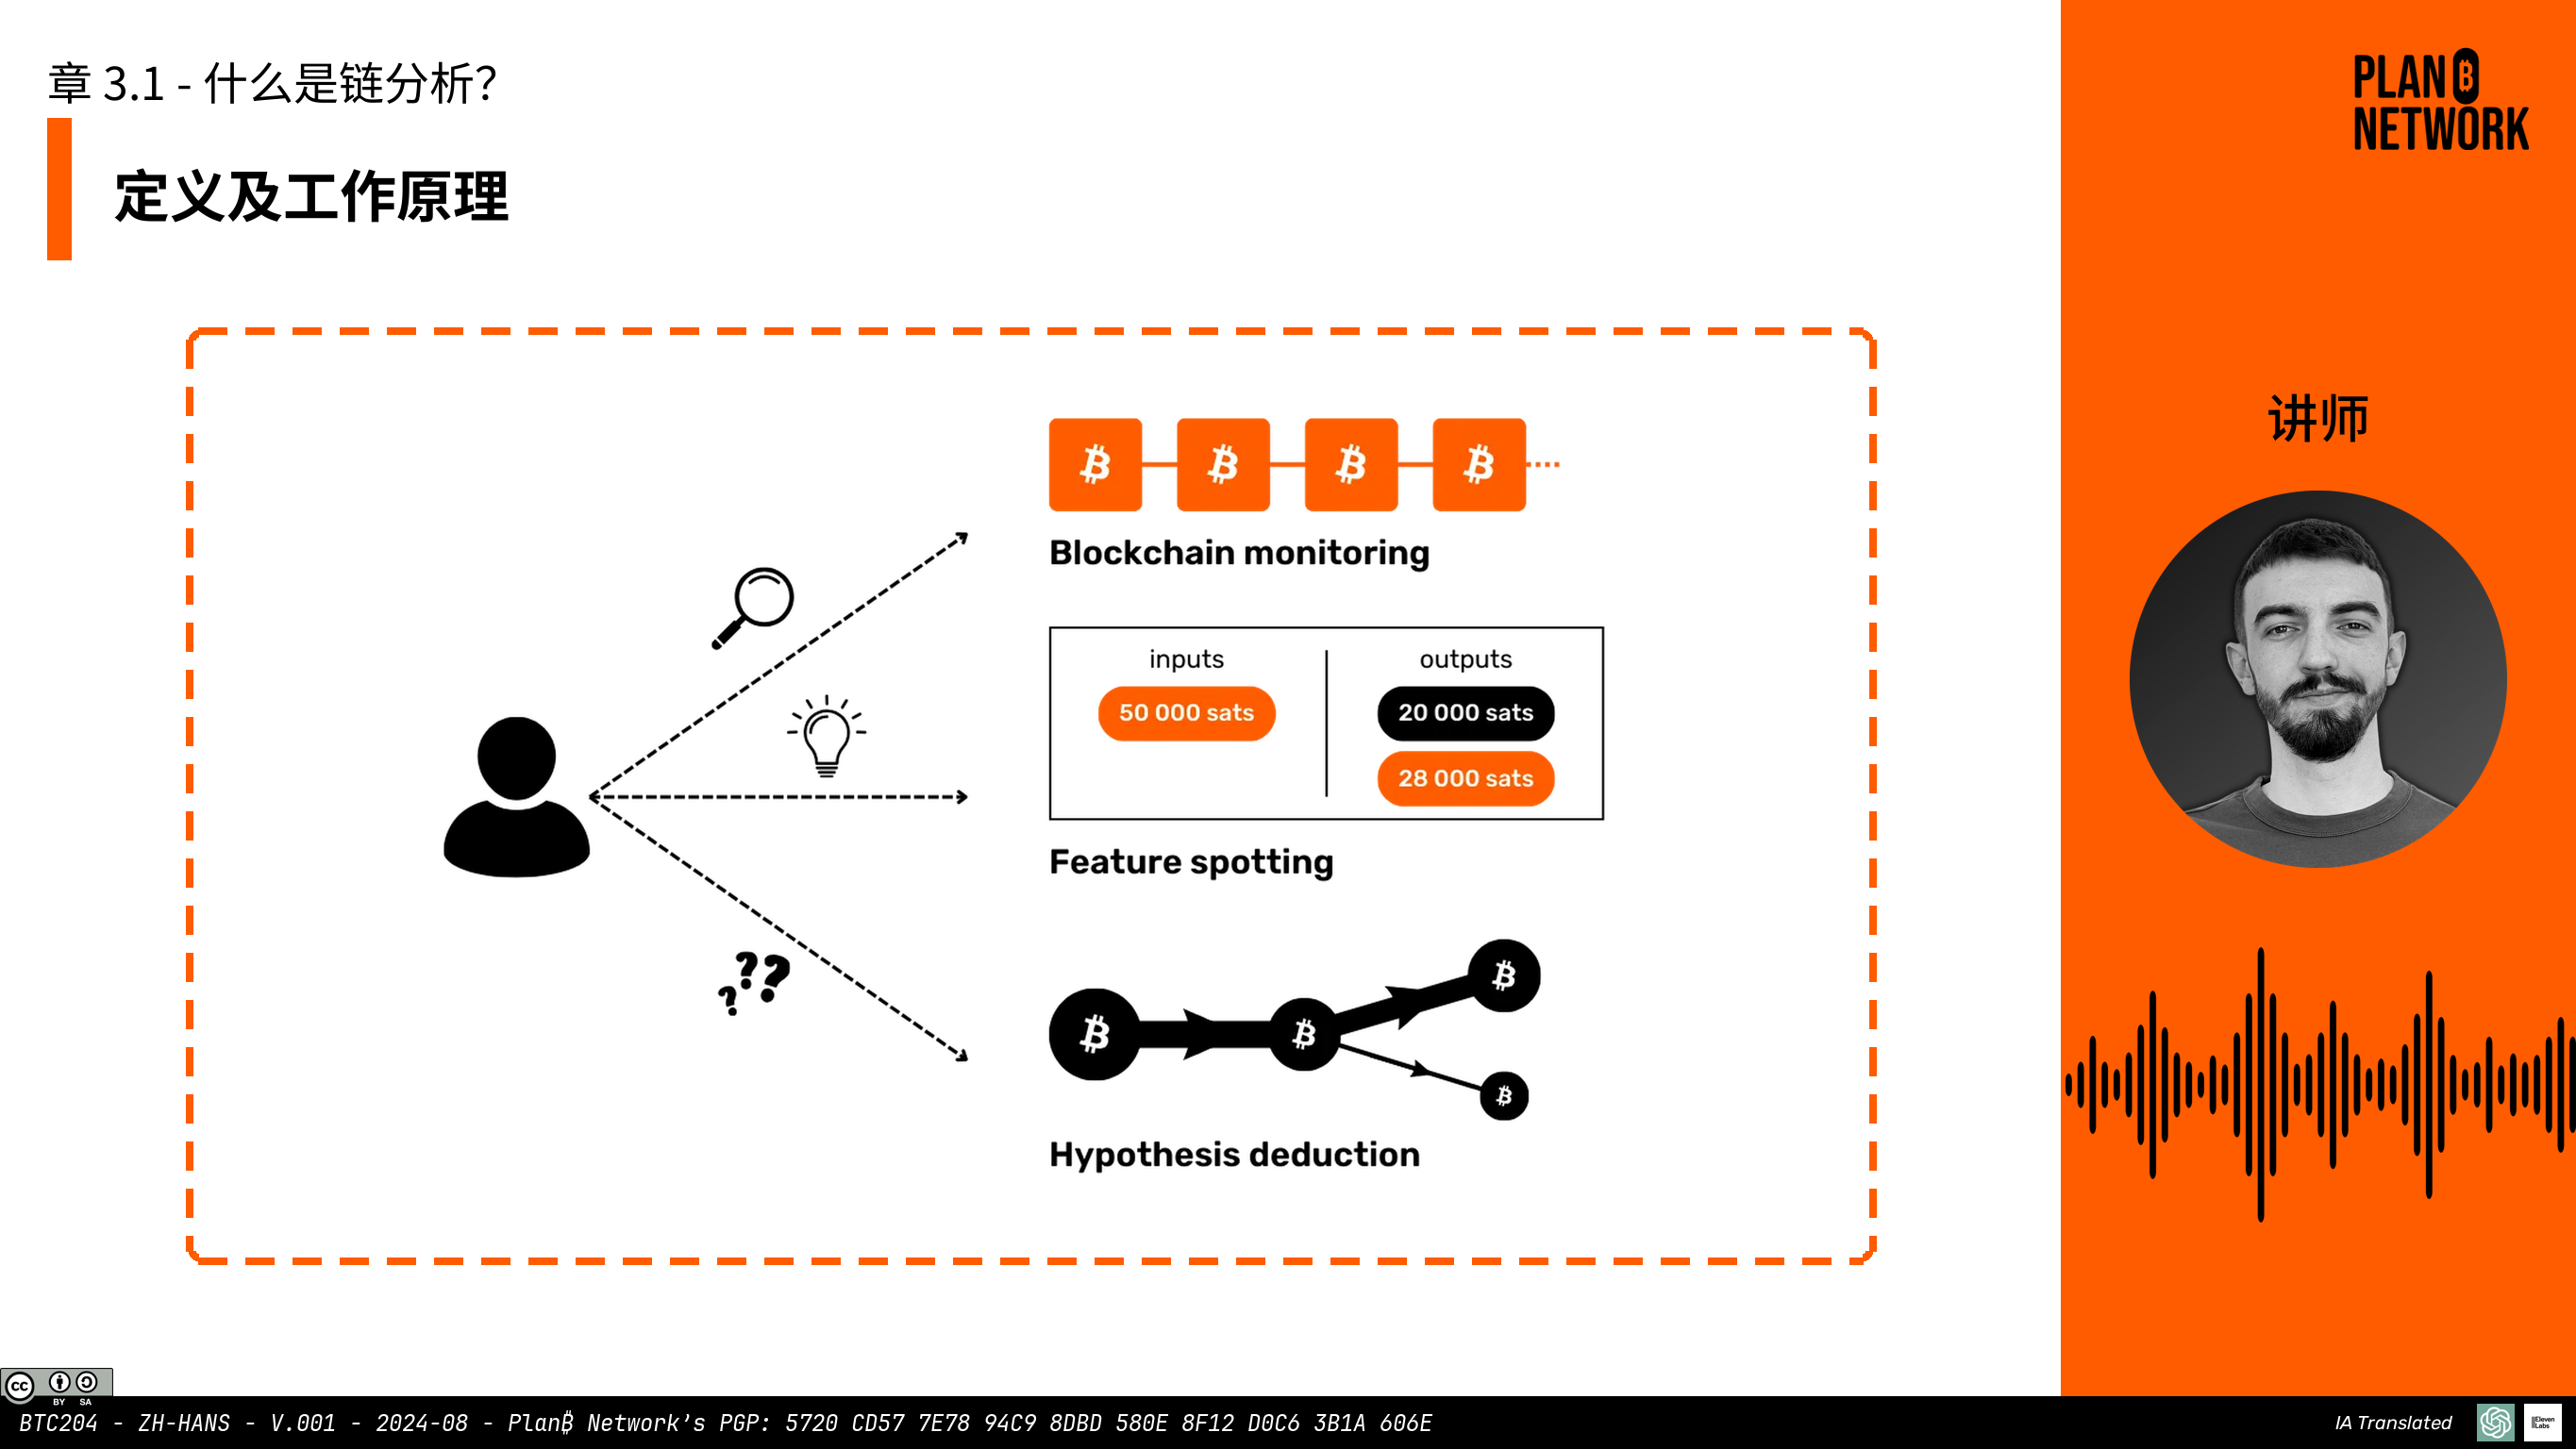 章 3.1 - 什么是链分析？
定义及工作原理
PLAN ₿
NETWORK
讲师
Blockchain monitoring
inputs
outputs
50 000 sats
20 000 sats
28 000 sats
Feature spotting
??
?
Hypothesis deduction
CC
BY SA
BTC204 - ZH-HANS - V.001 - 2024-08 - Plan₿ Network’s PGP: 5720 CD57 7E78 94C9 8DBD 580E 8F12 D0C6 3B1A 606E
IA Translated
IIEleven
Labs